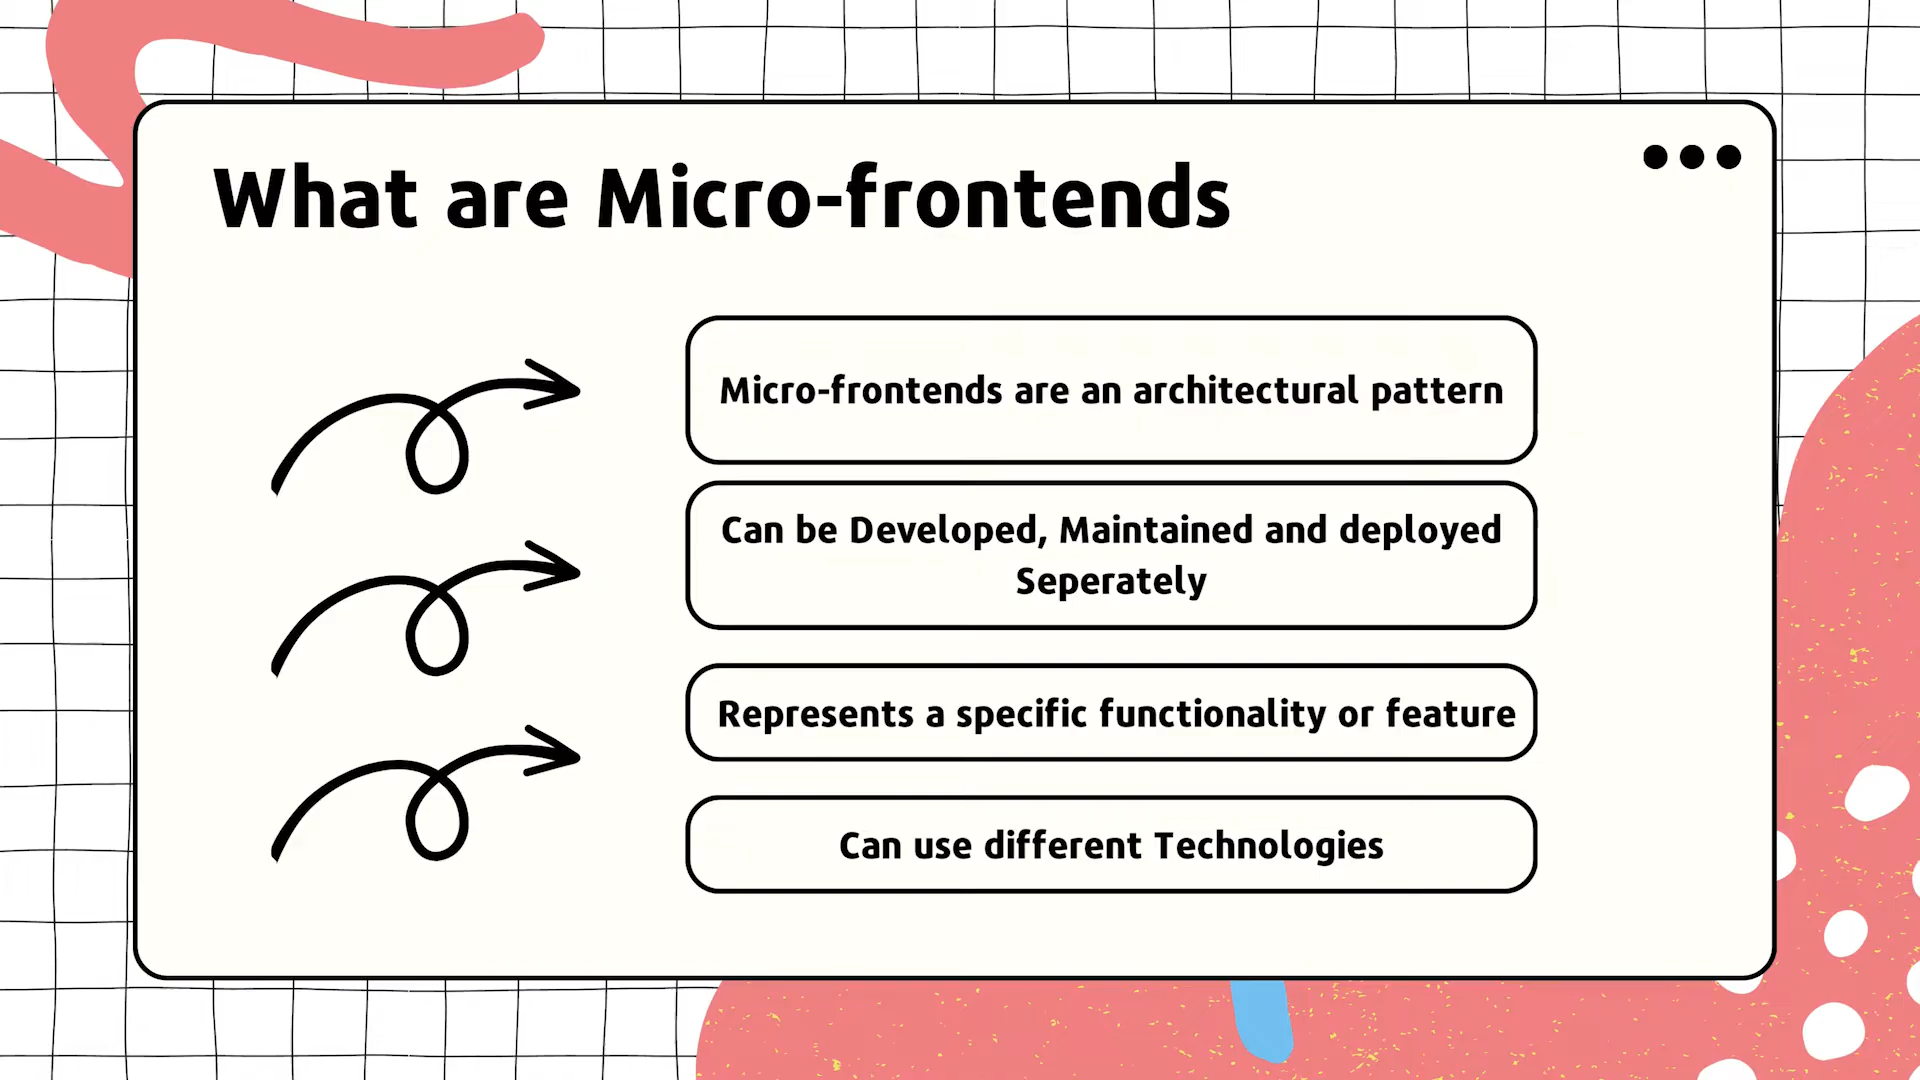 What are Micro-frontends
Micro-frontends are an architectural pattern
Can be Developed, Maintained and deployed
Seperately
Represents a specific functionality or feature
Can use different Technologies